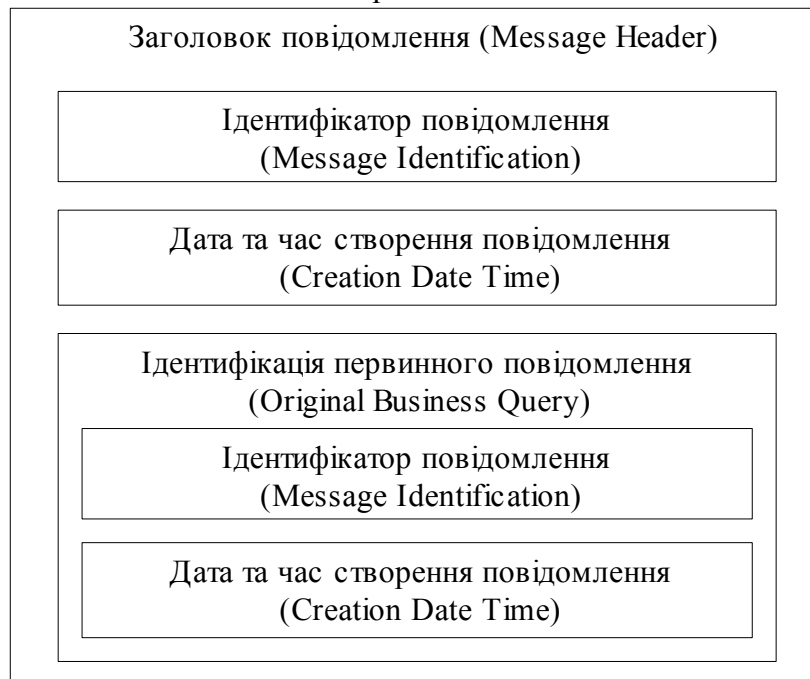 Заголовок повідомлення (Message Header)
Ідентифікатор повідомлення
(Message Identification)
Дата та час створення повідомлення
(Creation Date Time)
Ідентифікація первинного повідомлення
(Original Business Query)
Ідентифікатор повідомлення
(Message Identification)
Дата та час створення повідомлення
(Creation Date Time)